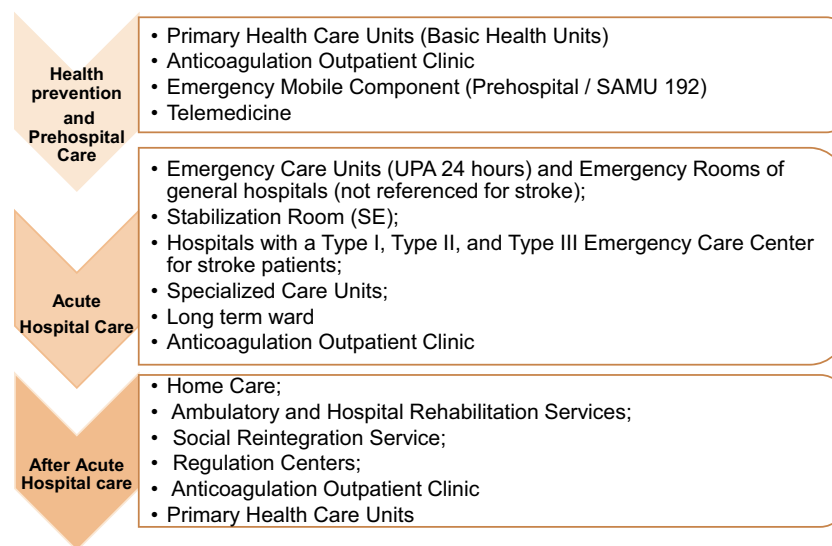 Health
prevention
and
Prehospital
Care
• Primary Health Care Units (Basic Health Units)
• Anticoagulation Outpatient Clinic
• Emergency Mobile Component (Prehospital / SAMU 192)
• Telemedicine
Acute
Hospital Care
• Emergency Care Units (UPA 24 hours) and Emergency Rooms of
general hospitals (not referenced for stroke);
• Stabilization Room (SE);
• Hospitals with a Type I, Type II, and Type III Emergency Care Center
for stroke patients;
• Specialized Care Units;
• Long term ward
• Anticoagulation Outpatient Clinic
After Acute
Hospital care
• Home Care;
• Ambulatory and Hospital Rehabilitation Services;
• Social Reintegration Service;
• Regulation Centers;
• Anticoagulation Outpatient Clinic
• Primary Health Care Units